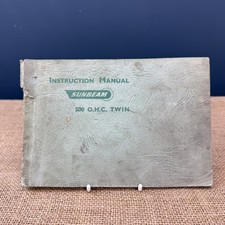 INSTRUCTION MANUAL
SUNBEAM
500 O.H.C. TWIN